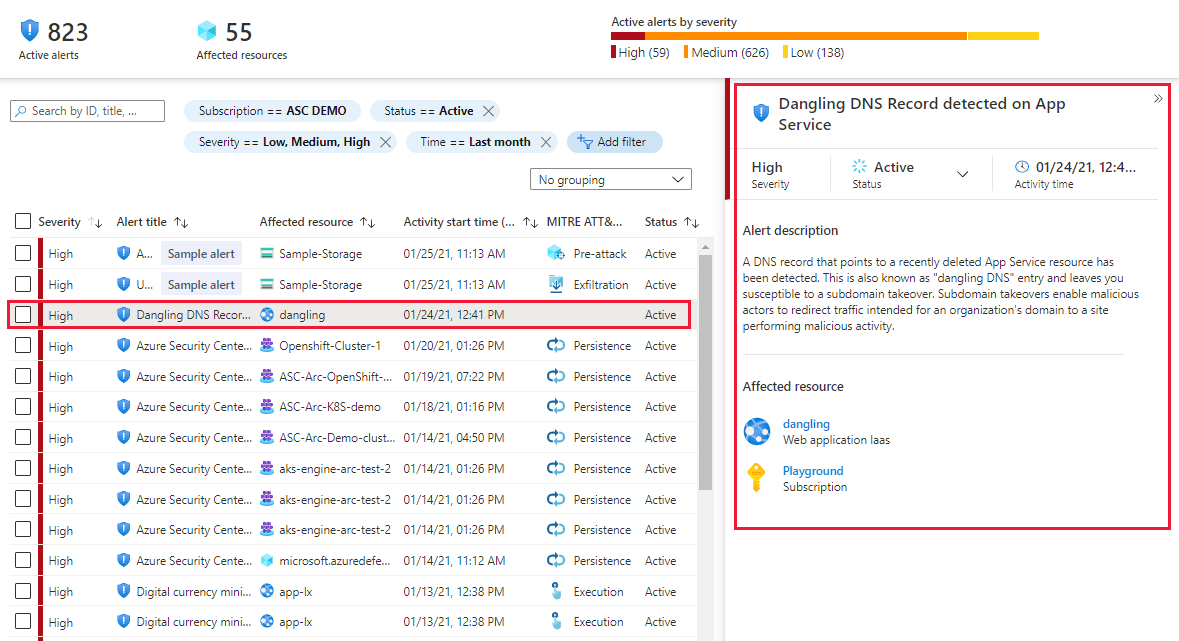 823
Active alerts
55
Affected resources
Active alerts by severity
High (59) Medium (626) Low (138)
Search by ID, title, ...
Subscription == ASC DEMO
Status == Active
Severity == Low, Medium, High
Time == Last month
Add filter
No grouping
Severity Alert title Affected resource Activity start time (... MITRE ATT&... Status
High A... Sample alert Sample-Storage 01/25/21, 11:13 AM Pre-attack Active
High U... Sample alert Sample-Storage 01/25/21, 11:13 AM Exfiltration Active
High Dangling DNS Recor... dangling 01/24/21, 12:41 PM Active
High Azure Security Cente... Openshift-Cluster-1 01/20/21, 01:26 PM Persistence Active
High Azure Security Cente... ASC-Arc-OpenShift-... 01/19/21, 07:22 PM Persistence Active
High Azure Security Cente... ASC-Arc-K8S-demo 01/18/21, 01:16 PM Persistence Active
High Azure Security Cente... ASC-Arc-Demo-clust... 01/14/21, 04:50 PM Persistence Active
High Azure Security Cente... aks-engine-arc-test-2 01/14/21, 01:26 PM Persistence Active
High Azure Security Cente... aks-engine-arc-test-2 01/14/21, 01:26 PM Persistence Active
High Azure Security Cente... aks-engine-arc-test-2 01/14/21, 01:26 PM Persistence Active
High Azure Security Cente... microsoft.azuredefe... 01/14/21, 11:12 AM Persistence Active
High Digital currency mini... app-lx 01/13/21, 12:38 PM Execution Active
High Digital currency mini... app-lx 01/13/21, 12:38 PM Execution Active
Dangling DNS Record detected on App
Service
High Active 01/24/21, 12:4...
Severity Status Activity time
Alert description
A DNS record that points to a recently deleted App Service resource has
been detected. This is also known as "dangling DNS" entry and leaves you
susceptible to a subdomain takeover. Subdomain takeovers enable malicious
actors to redirect traffic intended for an organization's domain to a site
performing malicious activity.
Affected resource
dangling
Web application Iaas
Playground
Subscription